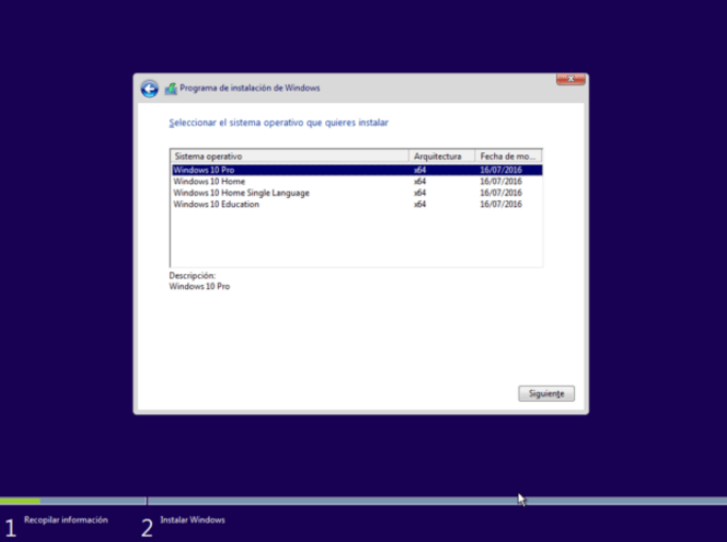 Programa de instalación de Windows
Seleccionar el sistema operativo que quieres instalar
Sistema operativo Arquitectura Fecha de mo...
Windows 10 Pro x64 16/07/2016
Windows 10 Home x64 16/07/2016
Windows 10 Home Single Language x64 16/07/2016
Windows 10 Education x64 16/07/2016
Descripción:
Windows 10 Pro
Siguiente
1 Recopilar información 2 Instalar Windows